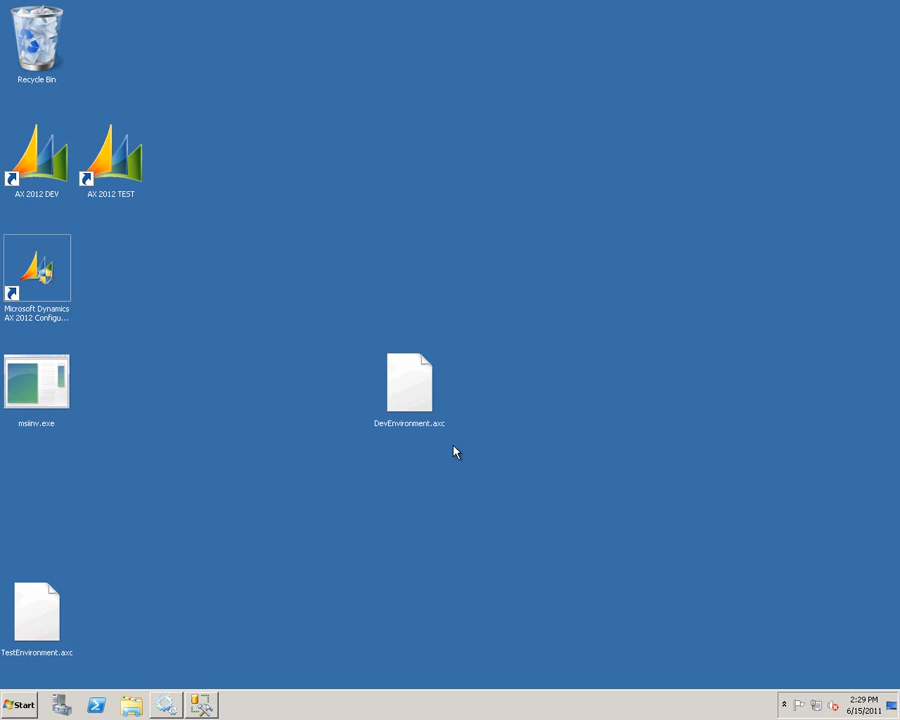 Recycle Bin
AX 2012 DEV
AX 2012 TEST
Microsoft Dynamics
AX 2012 Configu...
msiinv.exe
DevEnvironment.axc
TestEnvironment.axc
Start
2:29 PM
6/15/2011